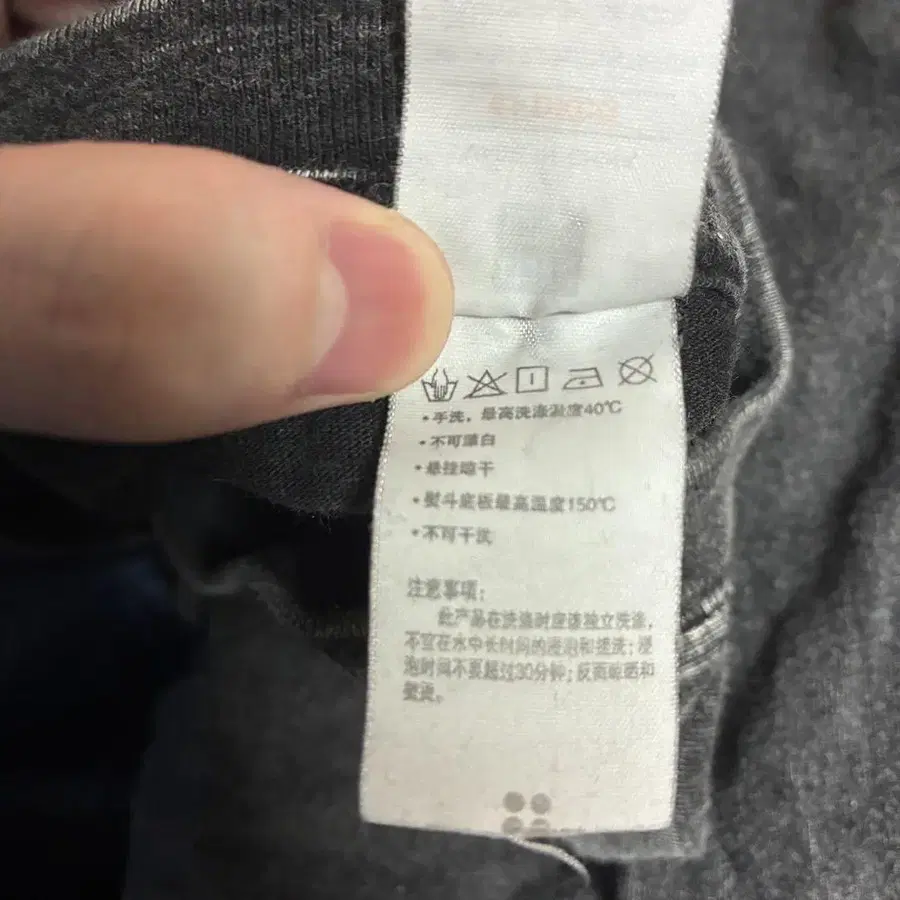 •手洗，最高洗涤温度40℃
•不可漂白
•悬挂晾干
•熨斗底板最高温度150℃
•不可干洗
注意事项：
此产品在洗涤时应该独立洗涤，
不宜在水中长时间的浸泡和搓洗；浸
泡时间不要超过30分钟；反面晾晒和
熨烫。